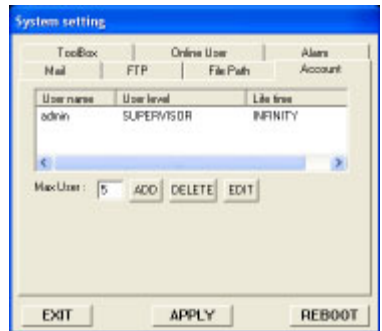 System setting
ToolBox Online User Alarm
Mail FTP File Path Account
User name User level Life time
admin SUPERVISOR INFINITY
Max User : 5 ADD DELETE EDIT
EXIT APPLY REBOOT